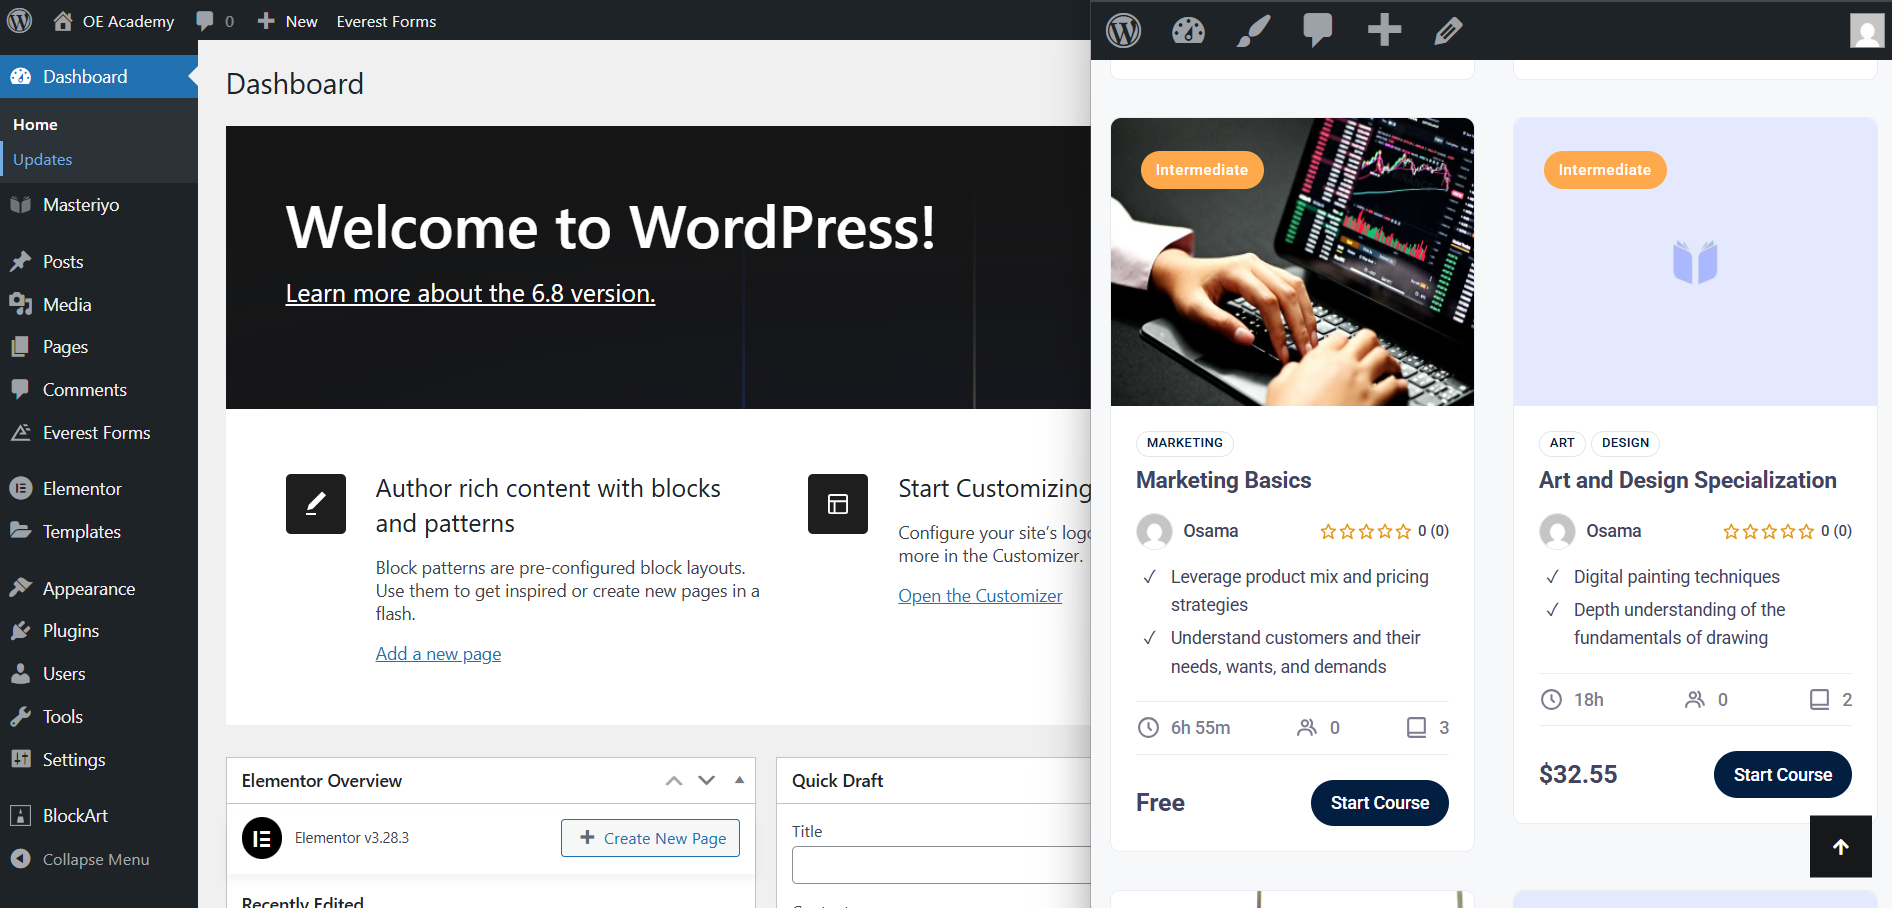 OE Academy 0 New Everest Forms
Dashboard
Home
Updates
Masteriyo
Posts
Media
Pages
Comments
Everest Forms
Elementor
Templates
Appearance
Plugins
Users
Tools
Settings
BlockArt
Collapse Menu
Dashboard
Welcome to WordPress!
Learn more about the 6.8 version.
Author rich content with blocks
and patterns
Block patterns are pre-configured block layouts.
Use them to get inspired or create new pages in a
flash.
Add a new page
Start Customizing
Configure your site's logo
more in the Customizer.
Open the Customizer
Elementor Overview
Elementor v3.28.3
Create New Page
Recently Edited
Quick Draft
Title
Intermediate
MARKETING
Marketing Basics
Osama 0 (0)
Leverage product mix and pricing
strategies
Understand customers and their
needs, wants, and demands
6h 55m 0 3
Free Start Course
Intermediate
ART DESIGN
Art and Design Specialization
Osama 0 (0)
Digital painting techniques
Depth understanding of the
fundamentals of drawing
18h 0 2
$32.55 Start Course